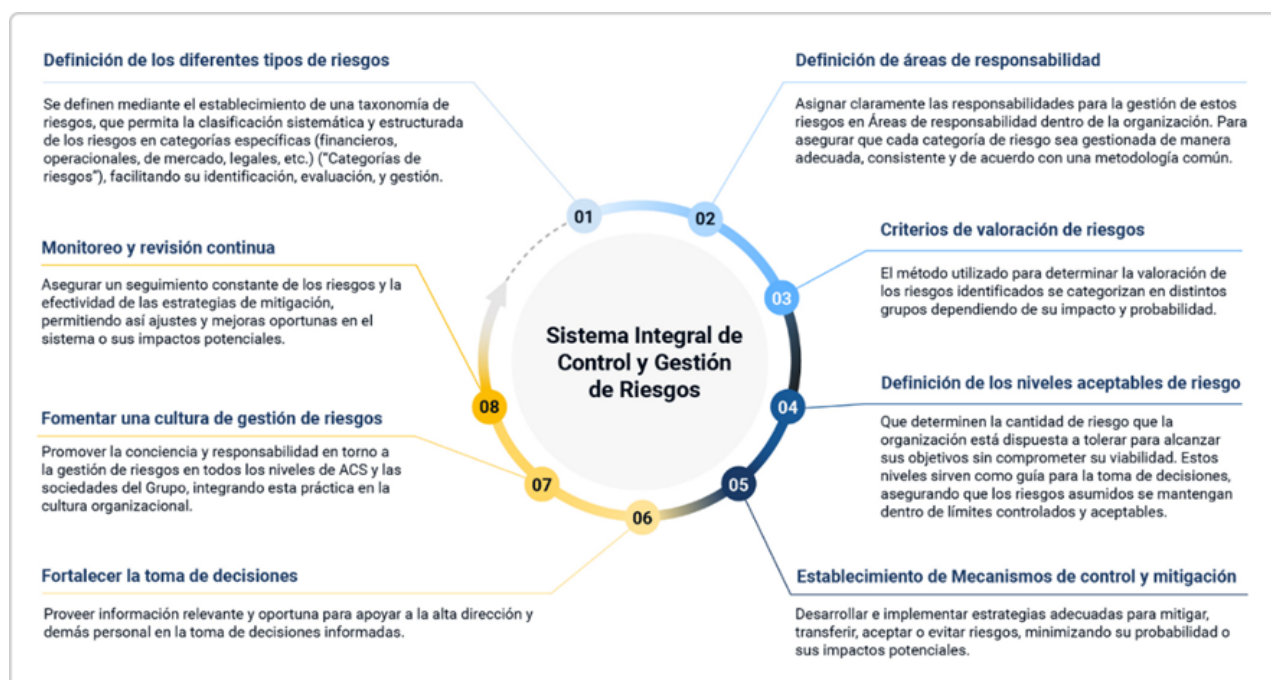 Definición de los diferentes tipos de riesgos
Se definen mediante el establecimiento de una taxonomía de
riesgos, que permita la clasificación sistemática y estructurada
de los riesgos en categorías específicas (financieros,
operacionales, de mercado, legales, etc.) ("Categorías de
riesgos"), facilitando su identificación, evaluación, y gestión.
01
Definición de áreas de responsabilidad
Asignar claramente las responsabilidades para la gestión de estos
riesgos en Áreas de responsabilidad dentro de la organización. Para
asegurar que cada categoría de riesgo sea gestionada de manera
adecuada, consistente y de acuerdo con una metodología común.
02
Criterios de valoración de riesgos
El método utilizado para determinar la valoración de
los riesgos identificados se categorizan en distintos
grupos dependiendo de su impacto y probabilidad.
03
Definición de los niveles aceptables de riesgo
Que determinen la cantidad de riesgo que la
organización está dispuesta a tolerar para alcanzar
sus objetivos sin comprometer su viabilidad. Estos
niveles sirven como guía para la toma de decisiones,
asegurando que los riesgos asumidos se mantengan
dentro de límites controlados y aceptables.
04
Establecimiento de Mecanismos de control y mitigación
Desarrollar e implementar estrategias adecuadas para mitigar,
transferir, aceptar o evitar riesgos, minimizando su probabilidad o
sus impactos potenciales.
05
Fortalecer la toma de decisiones
Proveer información relevante y oportuna para apoyar a la alta dirección y
demás personal en la toma de decisiones informadas.
06
Fomentar una cultura de gestión de riesgos
Promover la conciencia y responsabilidad en torno a
la gestión de riesgos en todos los niveles de ACS y las
sociedades del Grupo, integrando esta práctica en la
cultura organizacional.
07
Monitoreo y revisión continua
Asegurar un seguimiento constante de los riesgos y la
efectividad de las estrategias de mitigación,
permitiendo así ajustes y mejoras oportunas en el
sistema o sus impactos potenciales.
08
Sistema Integral de
Control y Gestión
de Riesgos